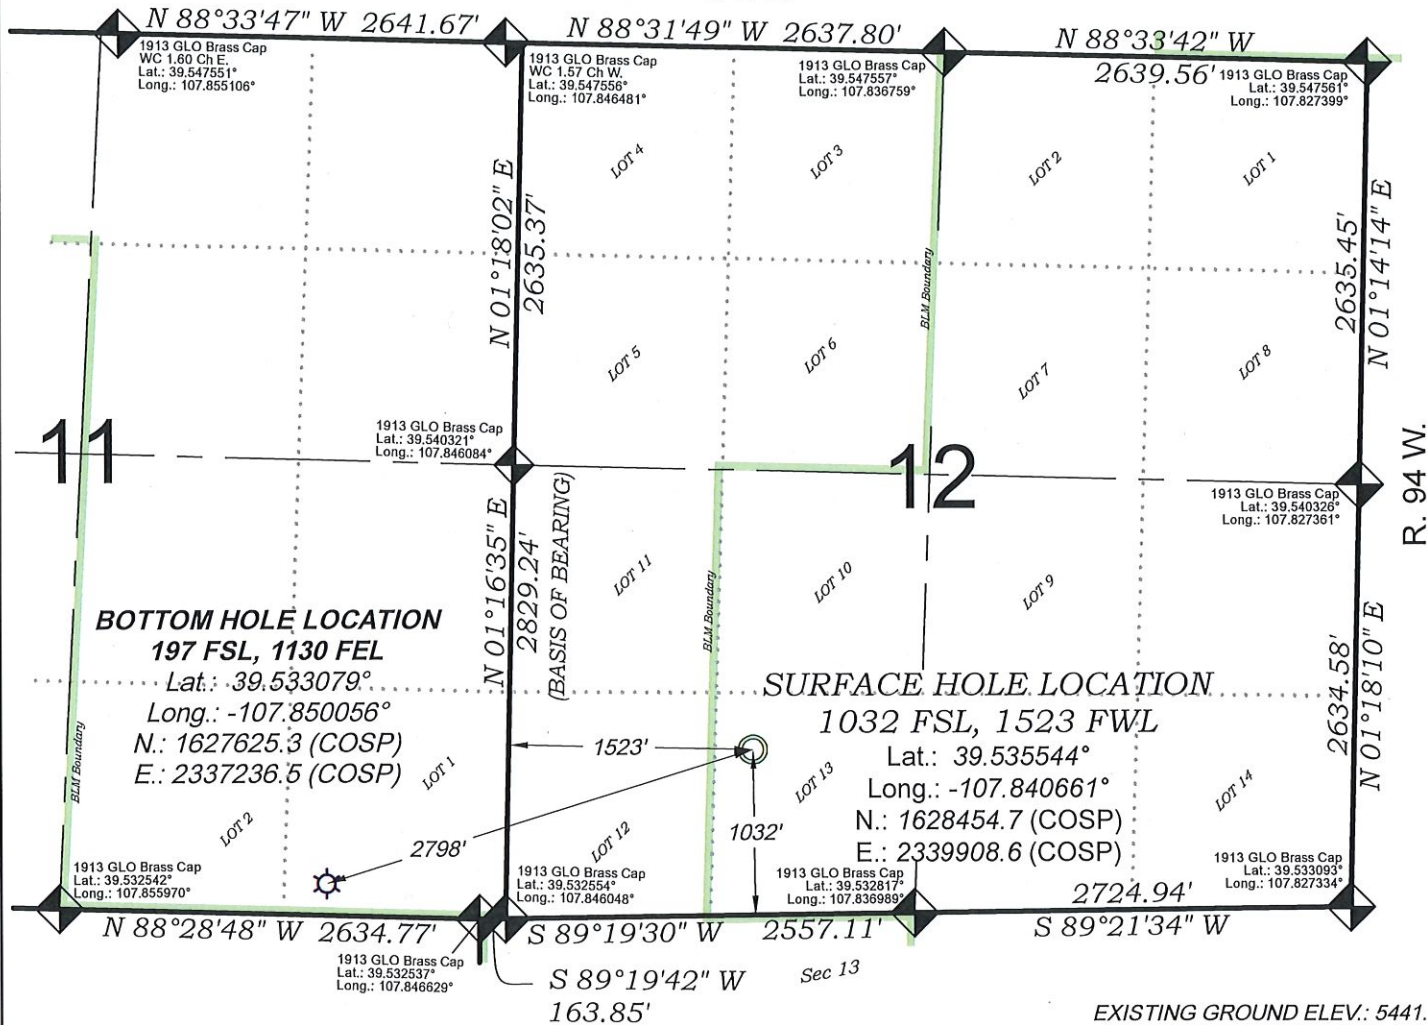 N 88°33'47" W 2641.67'
N 88°31'49" W 2637.80'
N 88°33'42" W
2639.56'
1913 GLO Brass Cap
WC 1.60 Ch E.
Lat.: 39.547551°
Long.: 107.855106°
1913 GLO Brass Cap
WC 1.57 Ch W.
Lat.: 39.547556°
Long.: 107.846481°
1913 GLO Brass Cap
Lat.: 39.547557°
Long.: 107.836759°
1913 GLO Brass Cap
Lat.: 39.547561°
Long.: 107.827399°
LOT 4
LOT 3
LOT 2
LOT 1
N 01°18'02" E
2635.37'
BLM Boundary
2635.45'
N 01°14'14" E
LOT 5
LOT 6
LOT 7
LOT 8
11
1913 GLO Brass Cap
Lat.: 39.540321°
Long.: 107.846084°
12
R. 94 W.
1913 GLO Brass Cap
Lat.: 39.540326°
Long.: 107.827361°
N 01°16'35" E
2829.24'
(BASIS OF BEARING)
LOT 11
BLM Boundary
LOT 10
LOT 9
2634.58'
N 01°18'10" E
BOTTOM HOLE LOCATION
197 FSL, 1130 FEL
Lat.: 39.533079°
Long.: -107.850056°
N.: 1627625.3 (COSP)
E.: 2337236.5 (COSP)
SURFACE HOLE LOCATION
1032 FSL, 1523 FWL
Lat.: 39.535544°
Long.: -107.840661°
N.: 1628454.7 (COSP)
E.: 2339908.6 (COSP)
BLM Boundary
LOT 2
LOT 1
1523'
2798'
LOT 12
1032'
LOT 13
LOT 14
1913 GLO Brass Cap
Lat.: 39.532542°
Long.: 107.855970°
1913 GLO Brass Cap
Lat.: 39.532554°
Long.: 107.846048°
1913 GLO Brass Cap
Lat.: 39.532817°
Long.: 107.836989°
1913 GLO Brass Cap
Lat.: 39.533093°
Long.: 107.827334°
N 88°28'48" W 2634.77'
S 89°19'30" W 2557.11'
2724.94'
S 89°21'34" W
1913 GLO Brass Cap
Lat.: 39.532537°
Long.: 107.846629°
S 89°19'42" W
163.85'
Sec 13
EXISTING GROUND ELEV.: 5441.